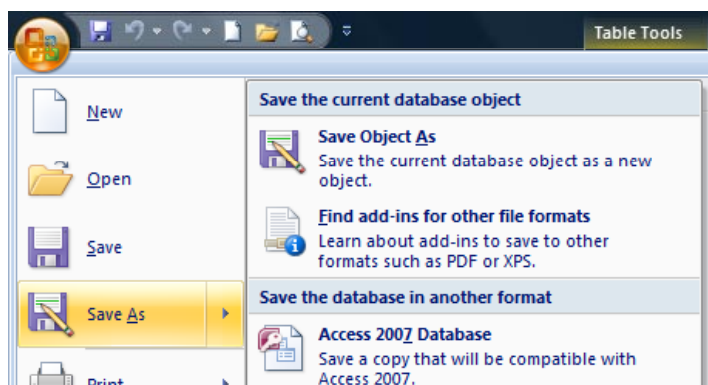 Table Tools
New
Open
Save
Save As
Print
Save the current database object
Save Object As
Save the current database object as a new
object.
Find add-ins for other file formats
Learn about add-ins to save to other
formats such as PDF or XPS.
Save the database in another format
Access 2007 Database
Save a copy that will be compatible with
Access 2007.